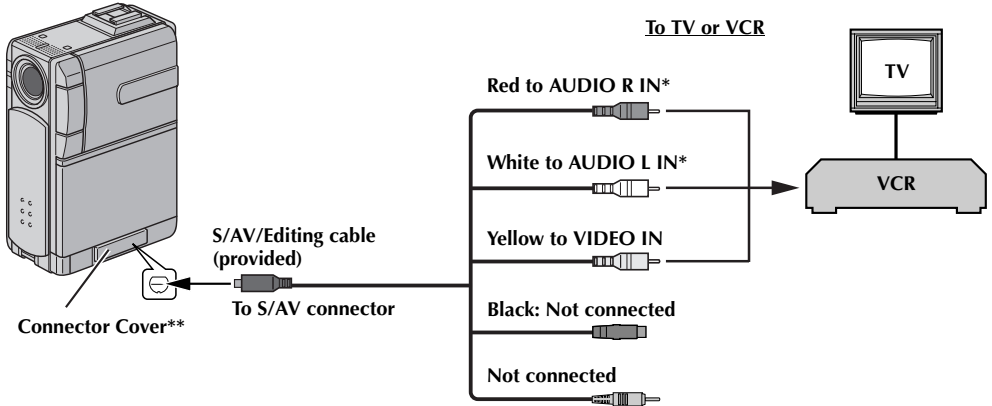 To TV or VCR
Red to AUDIO R IN*
TV
White to AUDIO L IN*
VCR
S/AV/Editing cable
(provided)
Yellow to VIDEO IN
To S/AV connector
Black: Not connected
Connector Cover**
Not connected